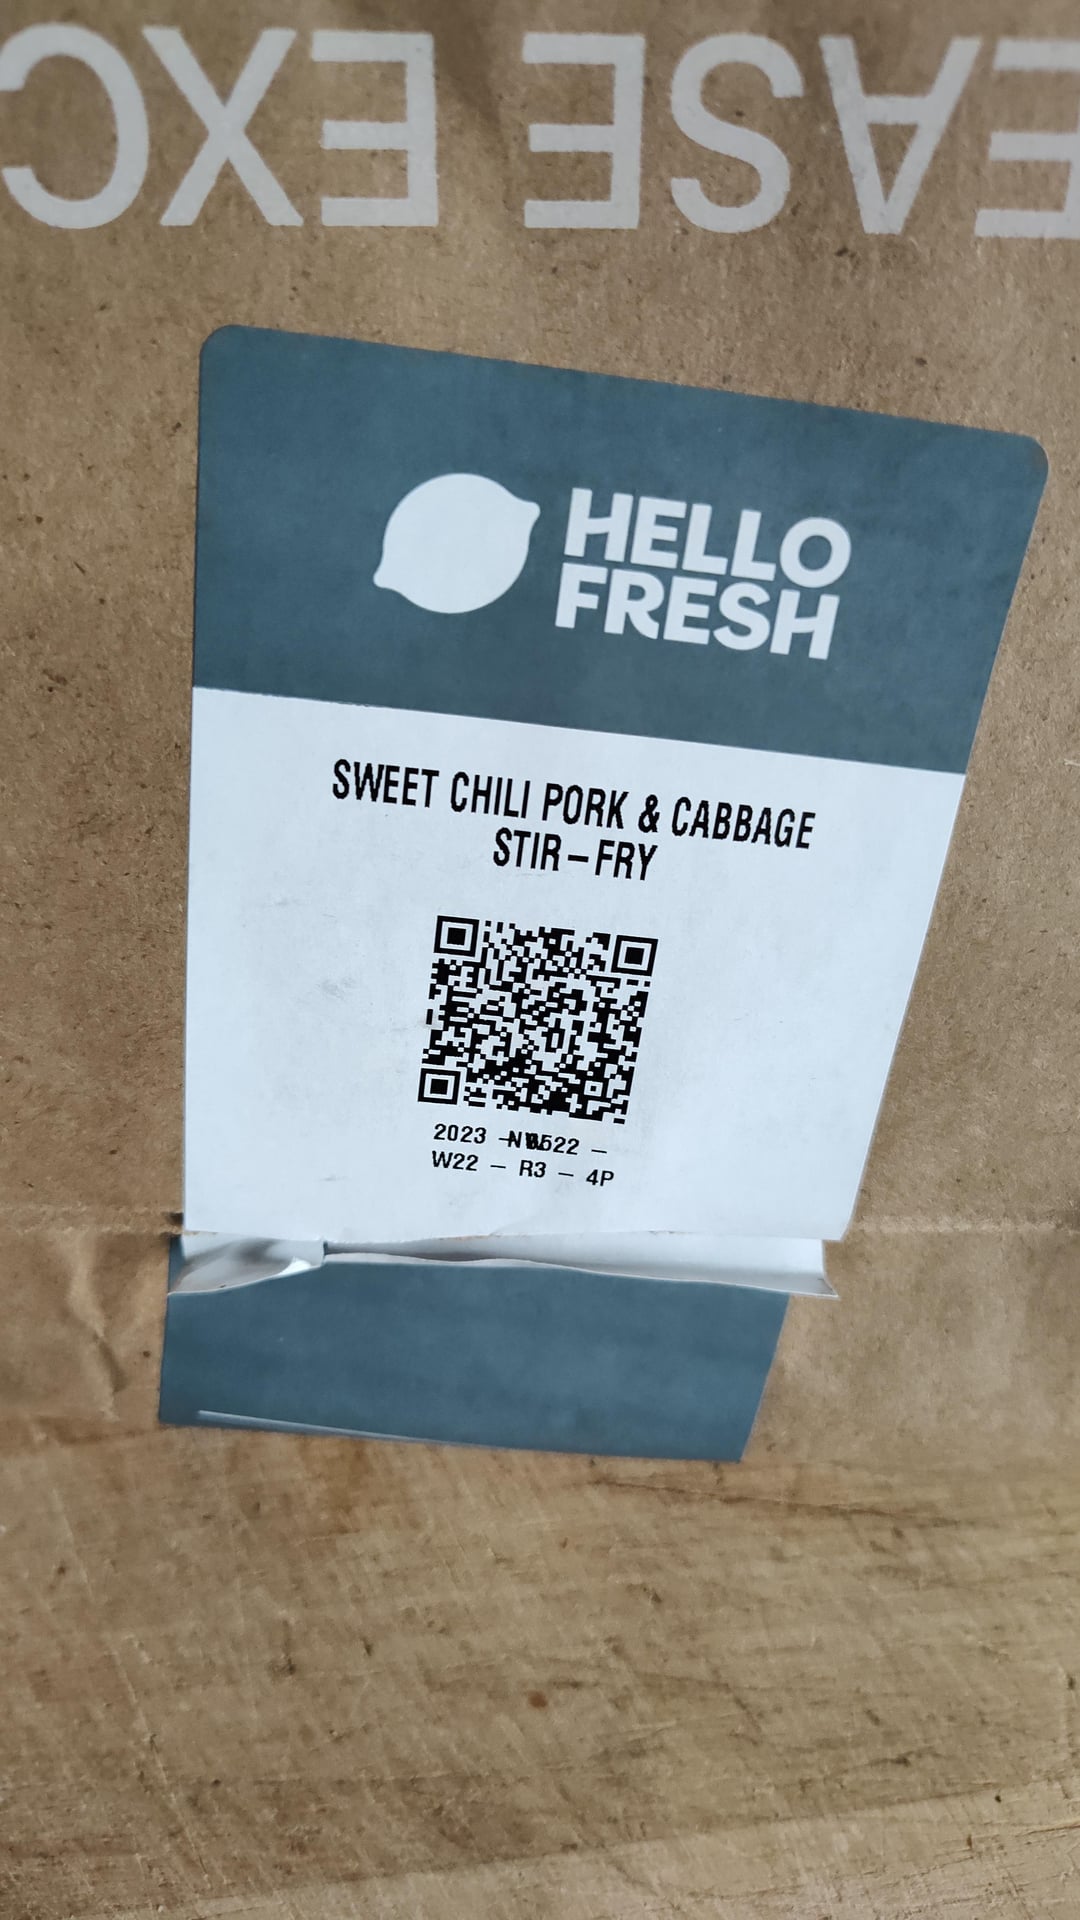 EASE EXC
HELLO
FRESH
SWEET CHILI PORK & CABBAGE
STIR-FRY
2023 -
W22 - R3 - 4P